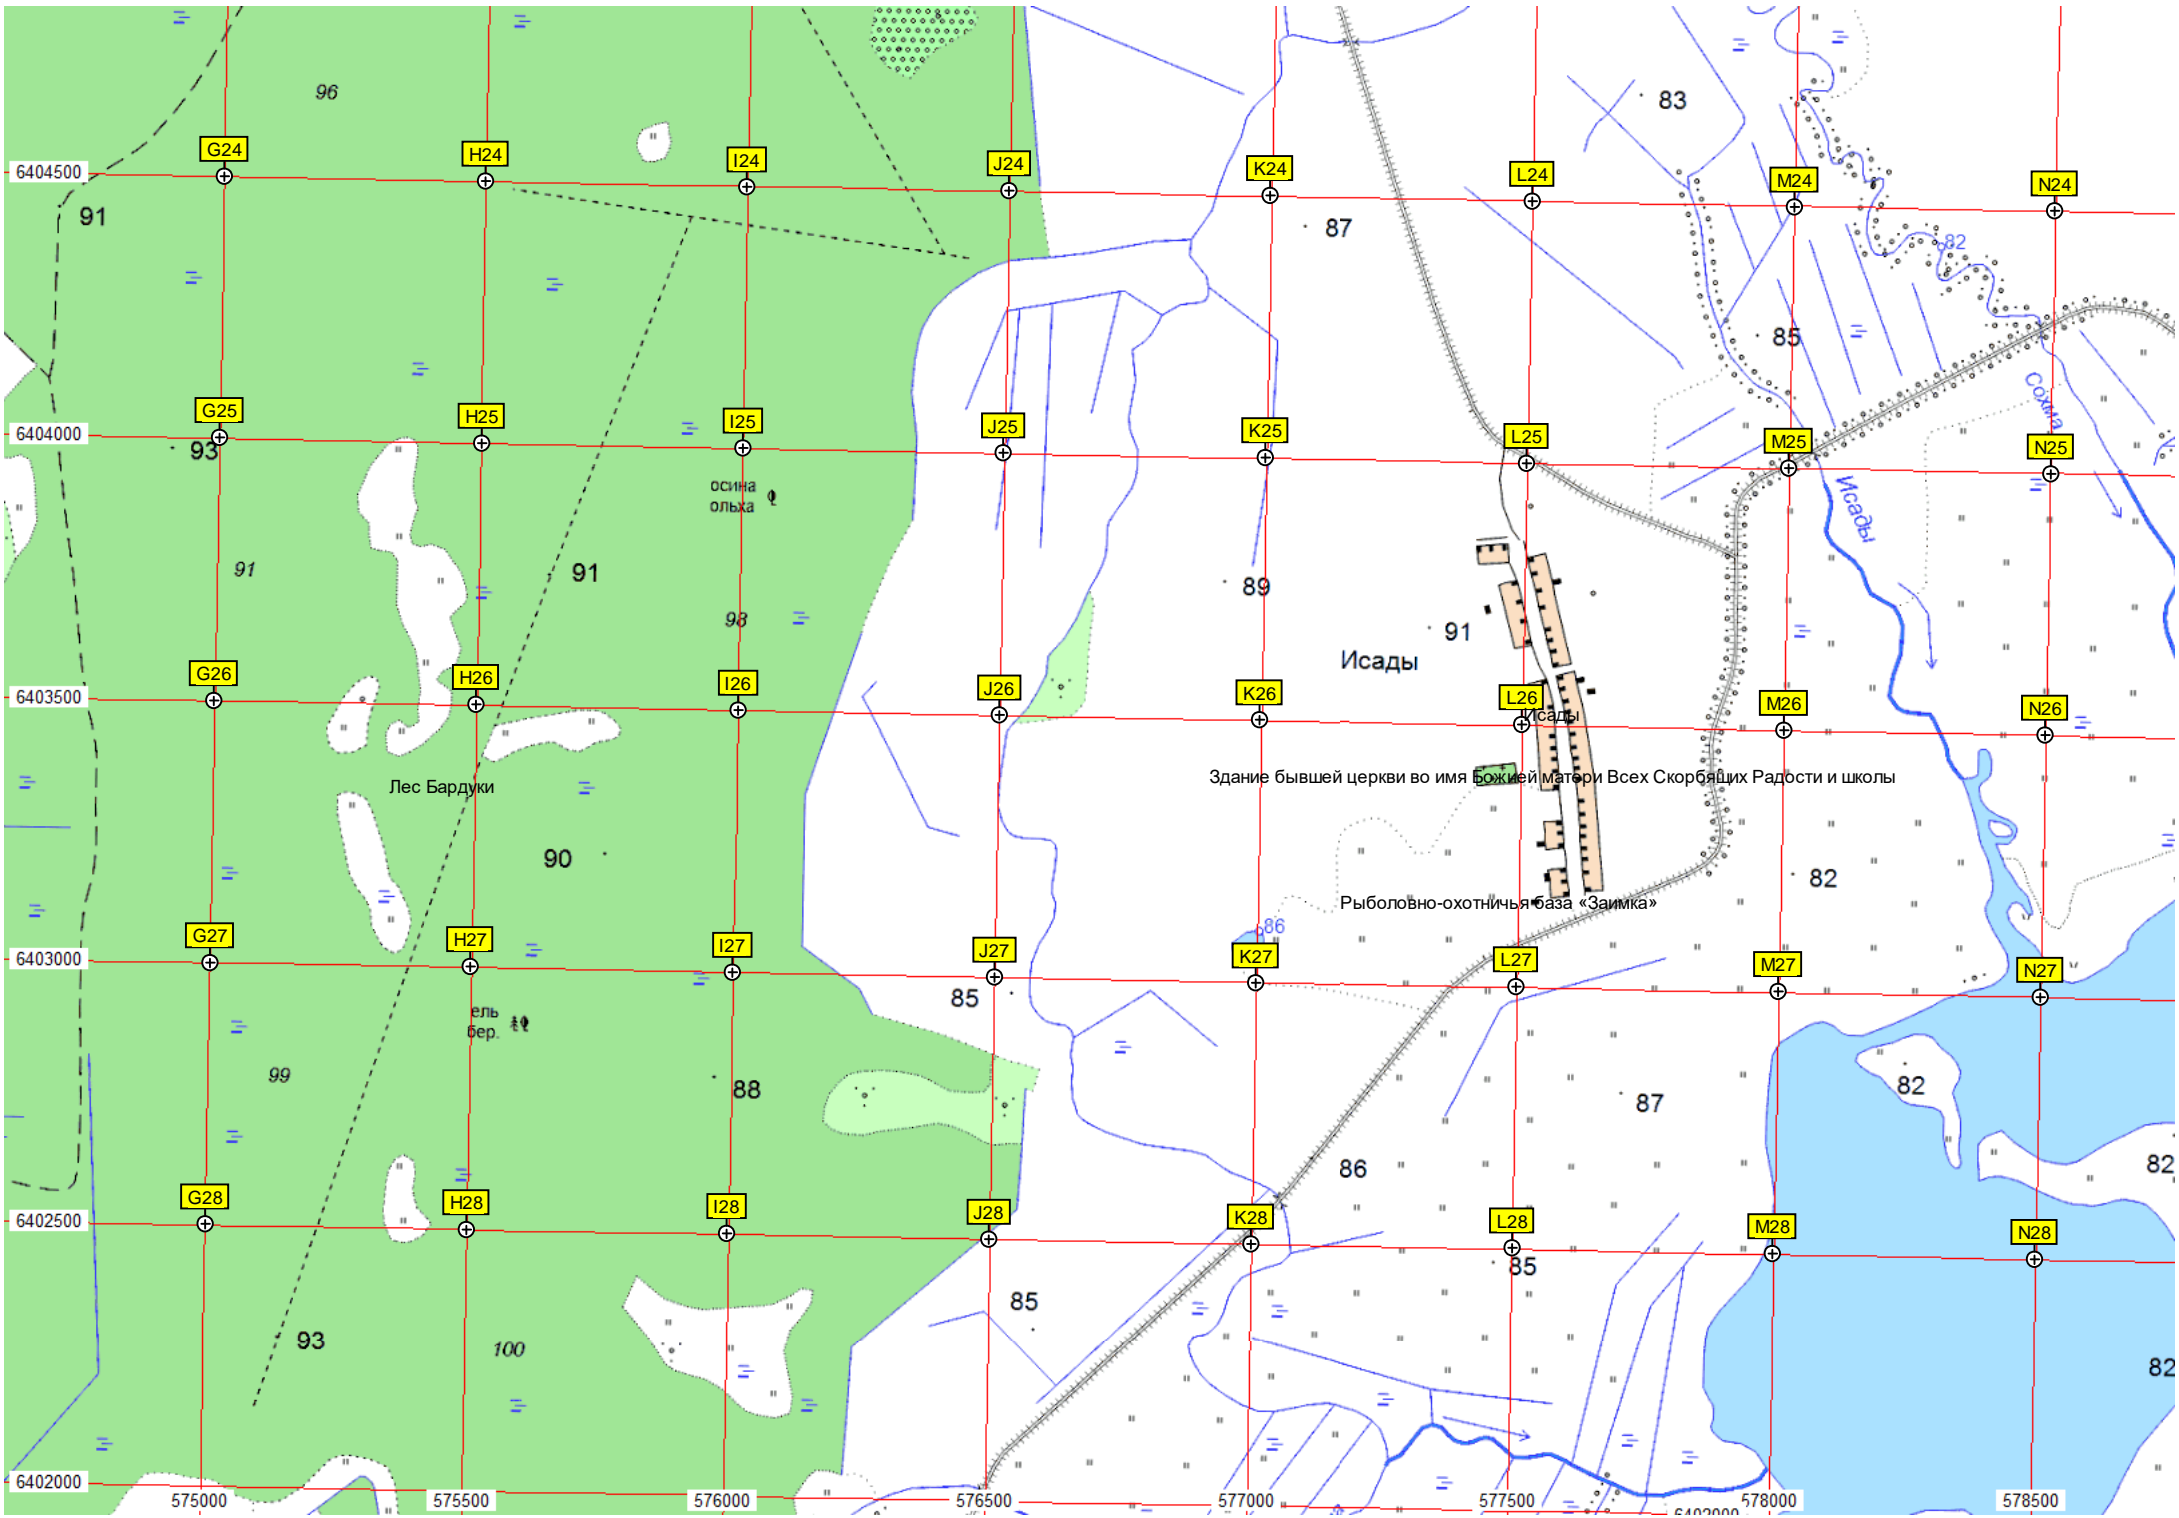 96
83
G24 H24 I24 J24 K24 L24 M24 N24
6404500
91
87
82
85
Сохма
G25 H25 I25 J25 K25 L25 M25 N25
6404000
93
осина
ольха
Исады
91
91
89
98
91
Исады
G26 H26 I26 J26 K26 L26 M26 N26
6403500
Исады
Здание бывшей церкви во имя Божией матери Всех Скорбящих Радости и школы
Лес Бардуки
90
82
Рыболовно-охотничья база «Заимка»
86
G27 H27 I27 J27 K27 L27 M27 N27
6403000
85
ель
бер.
99
88
87
82
86
82
G28 H28 I28 J28 K28 L28 M28 N28
6402500
85
85
93
100
82
6402000
575000 575500 576000 576500 577000 577500 578000 578500